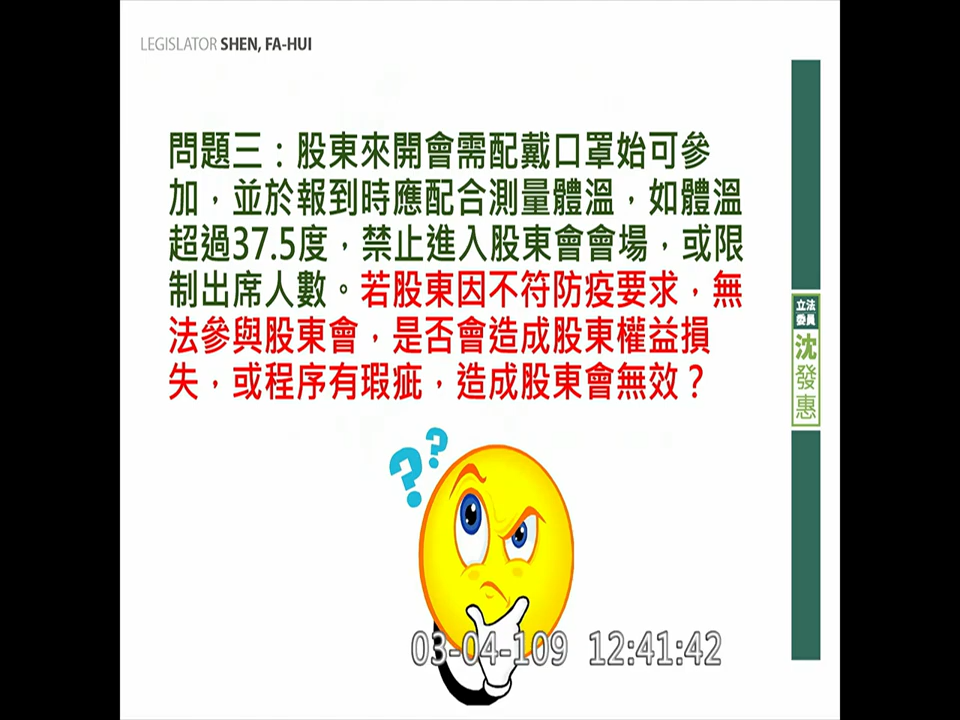 LEGISLATOR SHEN, FA-HUI
問題三：股東來開會需配戴口罩始可參
加，並於報到時應配合測量體溫，如體溫
超過37.5度，禁止進入股東會會場，或限
制出席人數。若股東因不符防疫要求，無
法參與股東會，是否會造成股東權益損
失，或程序有瑕疵，造成股東會無效？
立法
委員
沈
發
惠
??
03-04-109 12:41:42